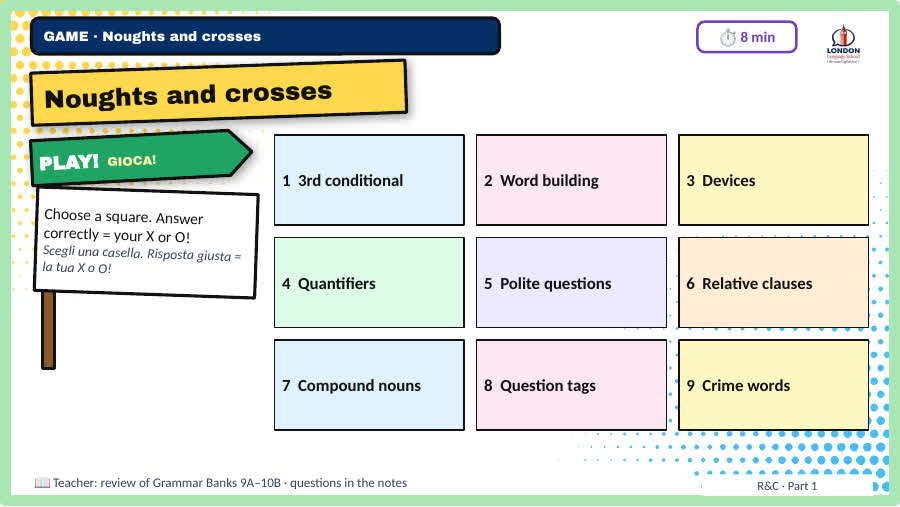 GAME · Noughts and crosses
⏱️ 8 min
LONDON
Language School
Noughts and crosses
PLAY! GIOCA!
Choose a square. Answer
correctly = your X or O!
Scegli una casella. Risposta giusta =
la tua X o O!
1 3rd conditional
2 Word building
3 Devices
4 Quantifiers
5 Polite questions
6 Relative clauses
7 Compound nouns
8 Question tags
9 Crime words
📖 Teacher: review of Grammar Banks 9A–10B · questions in the notes
R&C · Part 1